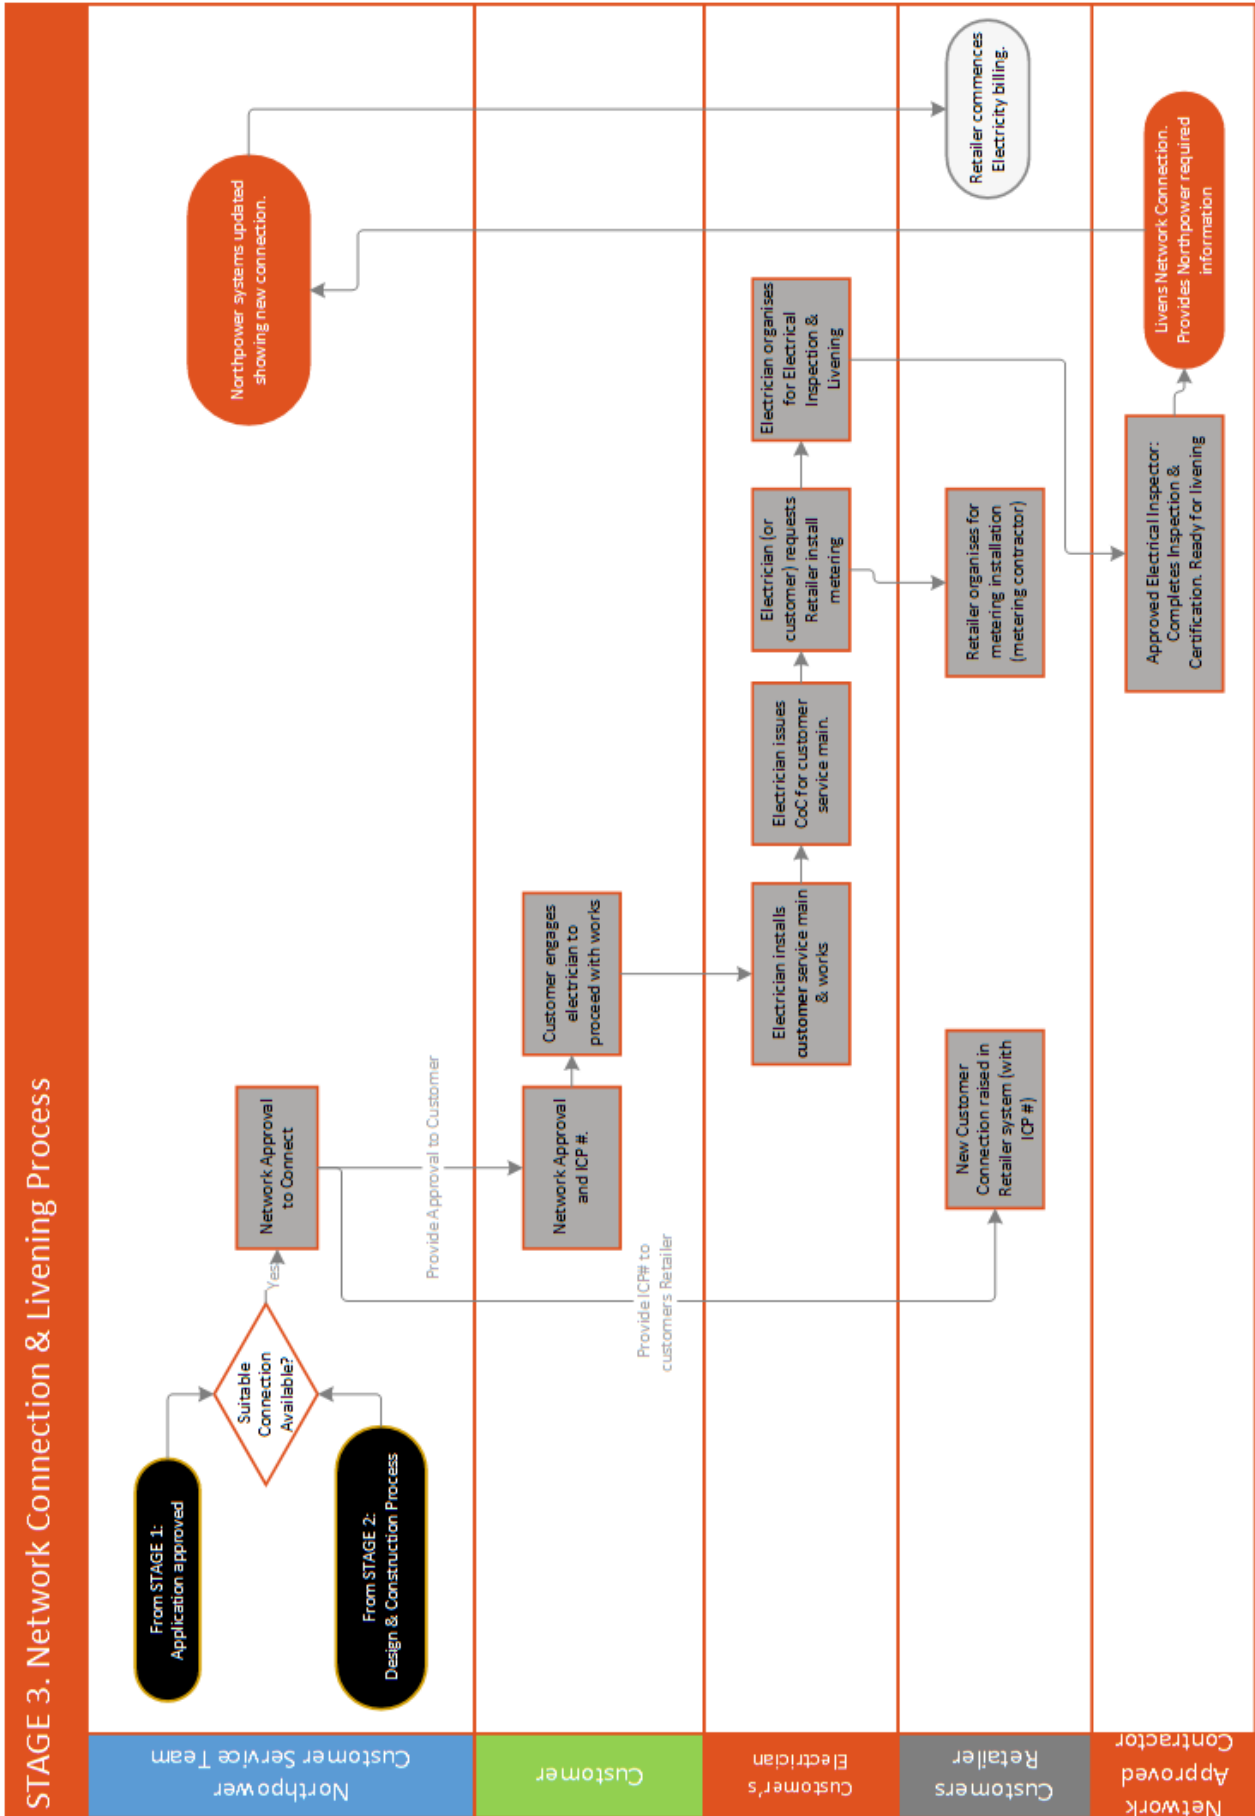 STAGE 3. Network Connection & Livening Process
Northpower
Customer Service Team
From STAGE 1:
Application approved
From STAGE 2:
Design & Construction Process
Suitable
Connection
Available?
Yes
Network Approval
to Connect
Provide Approval to Customer
Provide ICP# to
customers Retailer
Northpower systems updated
showing new connection.
Customer
Network Approval
and ICP #.
Customer engages
electrician to
proceed with works
Customer's
Electrician
Electrician installs
customer service main
& works
Electrician issues
CoC for customer
service main.
Electrician (or
customer) requests
Retailer install
metering
Electrician organises
for Electrical
Inspection &
Livening
Customers
Retailer
New Customer
Connection raised in
Retailer system (with
ICP #)
Retailer organises for
metering installation
(metering contractor)
Retailer commences
Electricity billing.
Network
Approved
Contractor
Approved Electrical Inspector:
Completes Inspection &
Certification. Ready for livening
Livens Network Connection.
Provides Northpower required
information